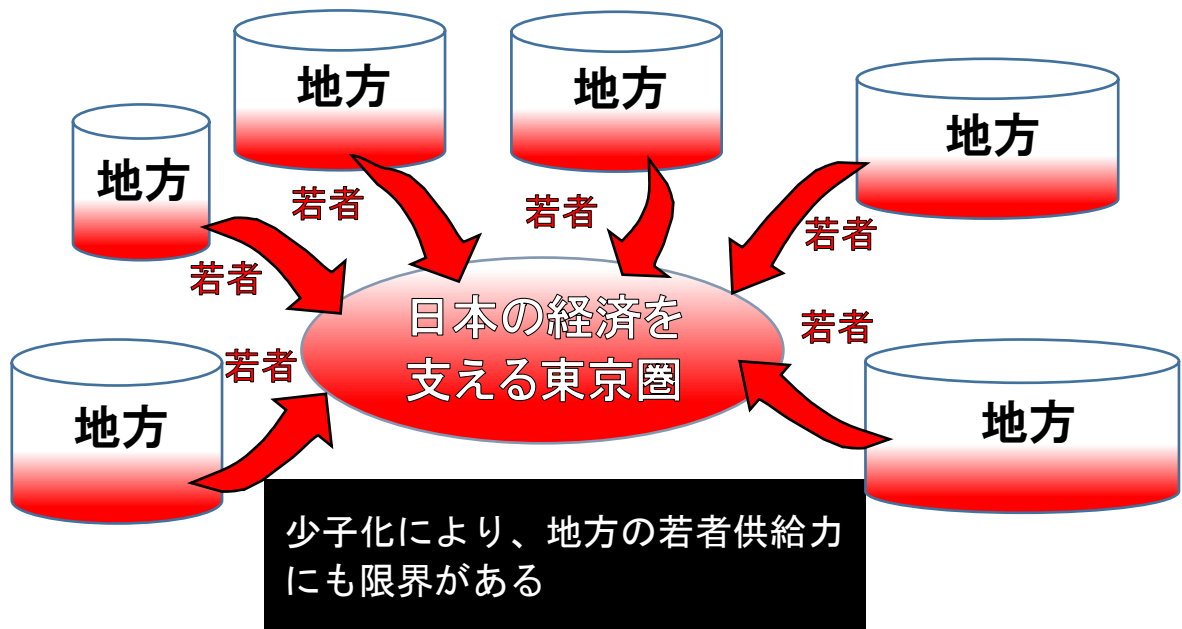 地方
地方
地方
地方
若者
若者
若者
若者
地方
若者
若者
地方
日本の経済を
支える東京圏
少子化により、地方の若者供給力
にも限界がある